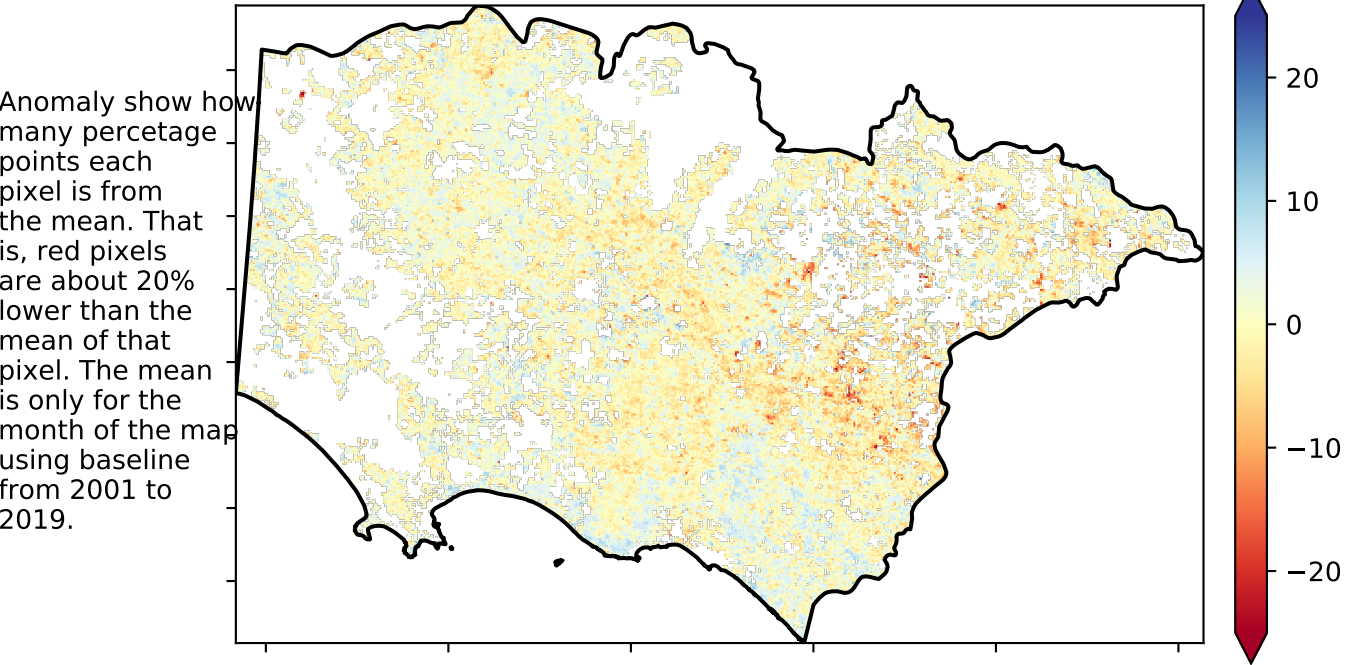 Anomaly show how
many percetage
points each
pixel is from
the mean. That
is, red pixels
are about 20%
lower than the
mean of that
pixel. The mean
is only for the
month of the map
using baseline
from 2001 to
2019.
20
10
0
−10
−20